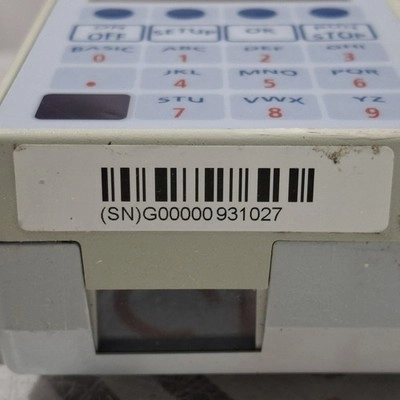 OFF SETUP OK STOP
BASIC ABC DEF GHI
0 1 2 3
JKL MNO PQR
. 4 5 6
STU VWX YZ
7 8 9
(SN)G00000931027